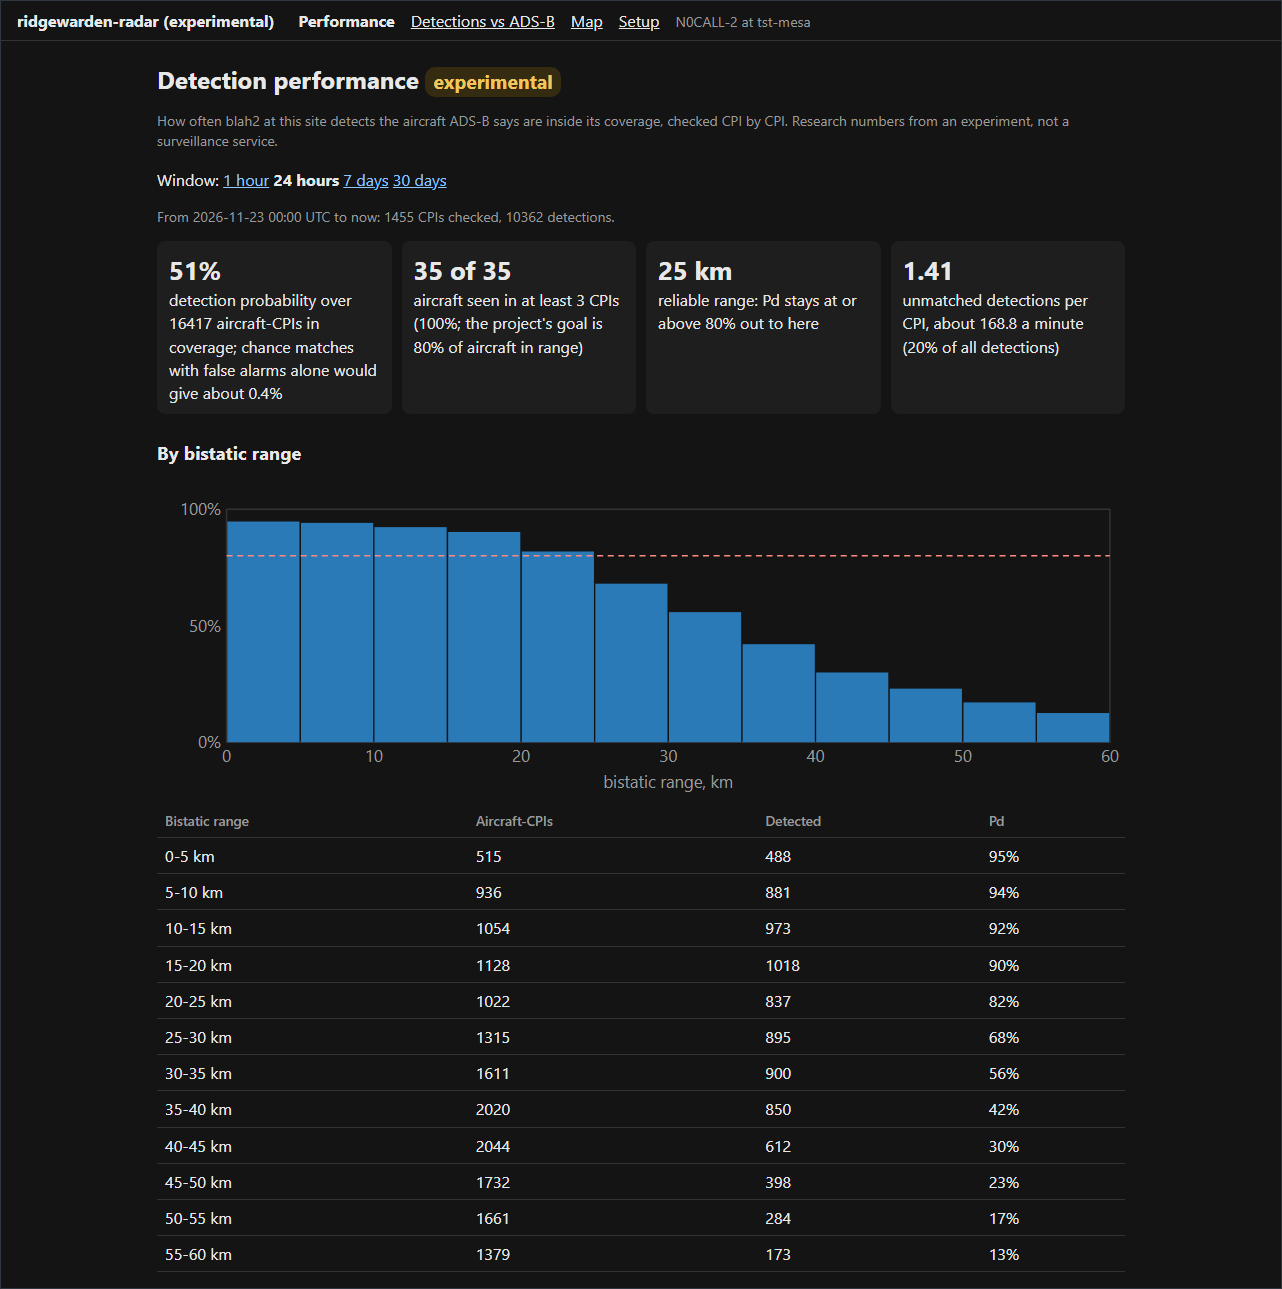 ridgewarden-radar (experimental) Performance Detections vs ADS-B Map Setup N0CALL-2 at tst-mesa
Detection performance experimental
How often blah2 at this site detects the aircraft ADS-B says are inside its coverage, checked CPI by CPI. Research numbers from an experiment, not a
surveillance service.
Window: 1 hour 24 hours 7 days 30 days
From 2026-11-23 00:00 UTC to now: 1455 CPIs checked, 10362 detections.
51%
detection probability over
16417 aircraft-CPIs in
coverage; chance matches
with false alarms alone would
give about 0.4%
35 of 35
aircraft seen in at least 3 CPIs
(100%; the project's goal is
80% of aircraft in range)
25 km
reliable range: Pd stays at or
above 80% out to here
1.41
unmatched detections per
CPI, about 168.8 a minute
(20% of all detections)
By bistatic range
100%
50%
0%
0 10 20 30 40 50 60
bistatic range, km
Bistatic range Aircraft-CPIs Detected Pd
0-5 km 515 488 95%
5-10 km 936 881 94%
10-15 km 1054 973 92%
15-20 km 1128 1018 90%
20-25 km 1022 837 82%
25-30 km 1315 895 68%
30-35 km 1611 900 56%
35-40 km 2020 850 42%
40-45 km 2044 612 30%
45-50 km 1732 398 23%
50-55 km 1661 284 17%
55-60 km 1379 173 13%